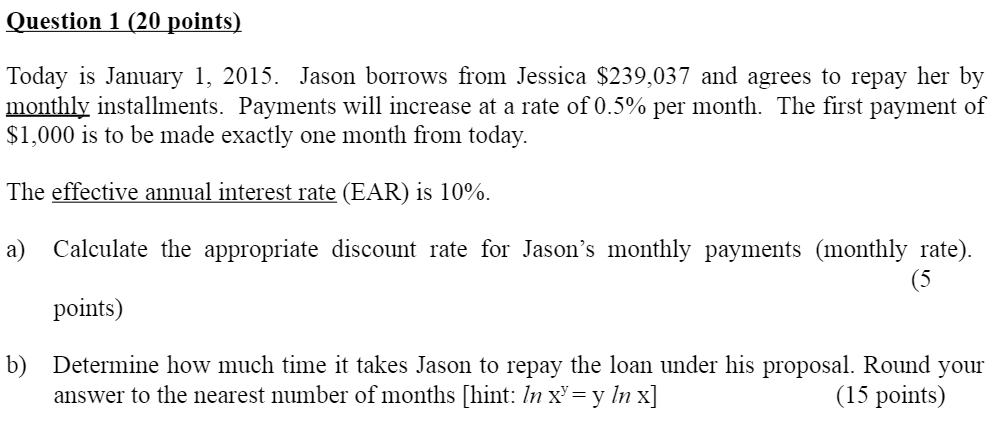 Question 1 (20 points)
Today is January 1, 2015. Jason borrows from Jessica $239,037 and agrees to repay her by
monthly installments. Payments will increase at a rate of 0.5% per month. The first payment of
$1,000 is to be made exactly one month from today.
The effective annual interest rate (EAR) is 10%.
a) Calculate the appropriate discount rate for Jason's monthly payments (monthly rate).
(5
points)
b) Determine how much time it takes Jason to repay the loan under his proposal. Round your
answer to the nearest number of months [hint: ln xʸ = y ln x] (15 points)